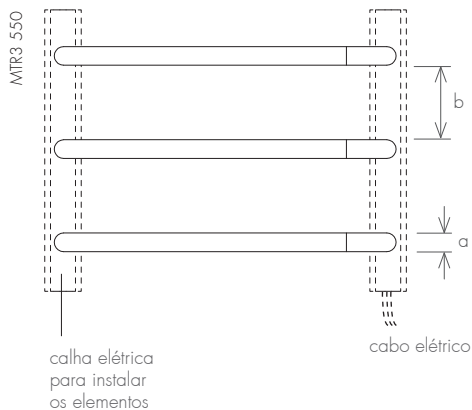 MTR3 550
b
a
calha elétrica
para instalar
os elementos
cabo elétrico